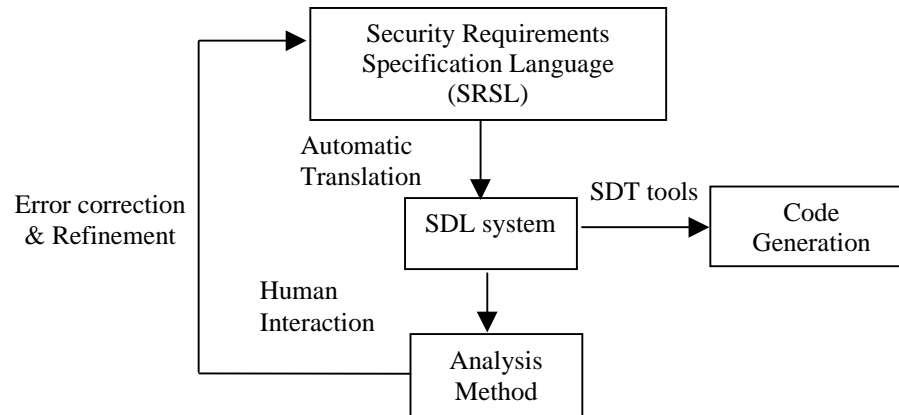 Security Requirements
Specification Language
(SRSL)
Automatic
Translation
Error correction
& Refinement
SDT tools
SDL system
Code
Generation
Human
Interaction
Analysis
Method